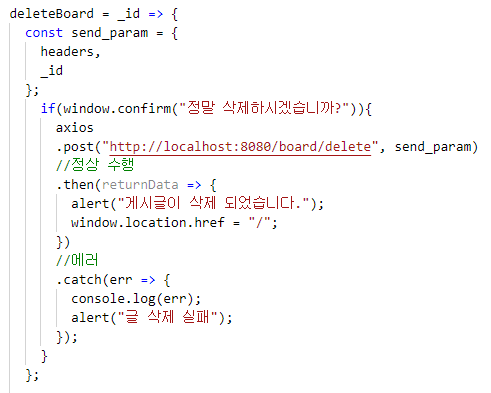 deleteBoard = _id => {
const send_param = {
headers,
_id
};
if(window.confirm("정말 삭제하시겠습니까?")){
axios
.post("http://localhost:8080/board/delete", send_param)
//정상 수행
.then(returnData => {
alert("게시글이 삭제 되었습니다.");
window.location.href = "/";
})
//에러
.catch(err => {
console.log(err);
alert("글 삭제 실패");
});
}
};